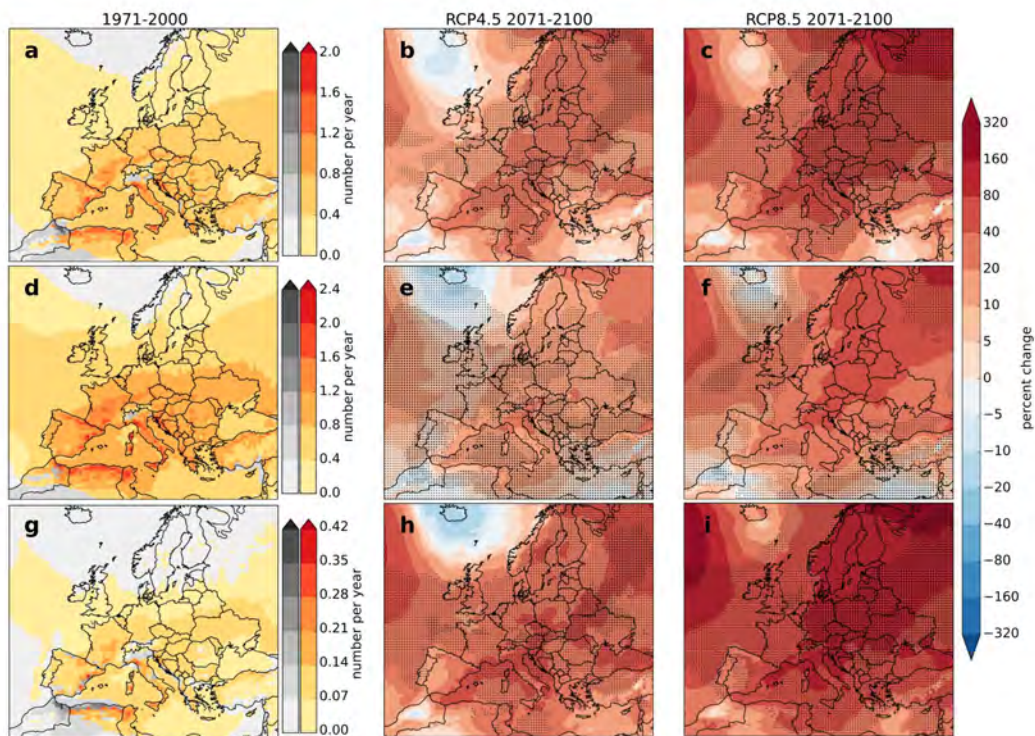 1971-2000
RCP4.5 2071-2100
RCP8.5 2071-2100
a
2.0
1.6
1.2
0.8
0.4
0.0
number per year
b
c
d
2.4
2.0
1.6
1.2
0.8
0.4
0.0
number per year
e
f
g
0.42
0.35
0.28
0.21
0.14
0.07
0.00
number per year
h
i
320
160
80
40
20
10
5
0
−5
−10
−20
−40
−80
−160
−320
percent change